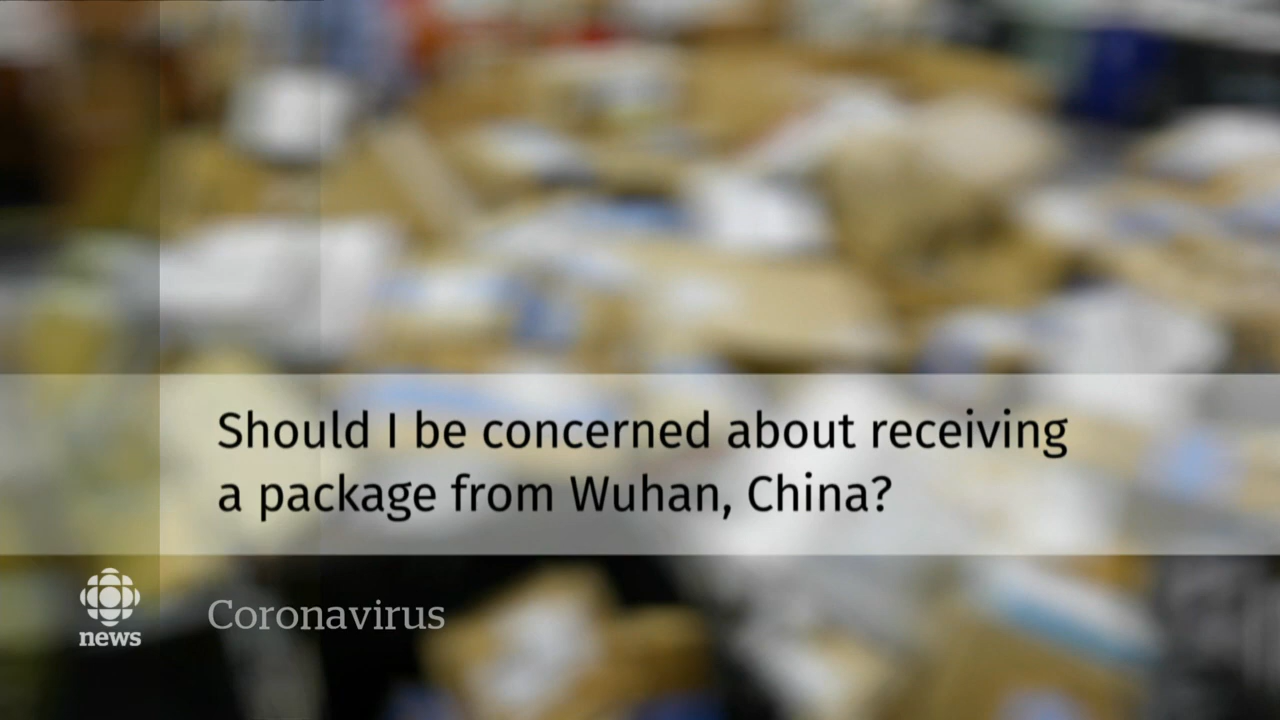 Should I be concerned about receiving
a package from Wuhan, China?
Coronavirus
news